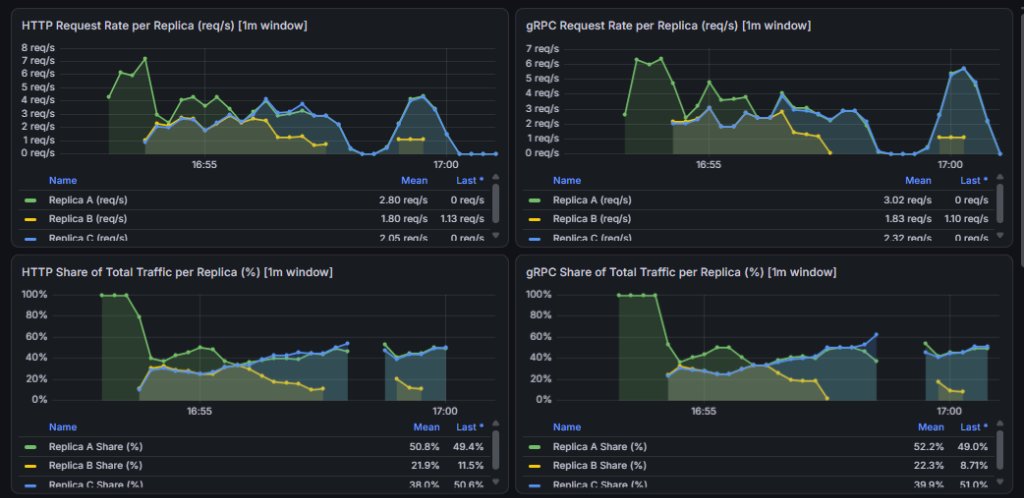 HTTP Request Rate per Replica (req/s) [1m window]
8 req/s
7 req/s
6 req/s
5 req/s
4 req/s
3 req/s
2 req/s
1 req/s
0 req/s
16:55 17:00
Name Mean Last *
Replica A (req/s) 2.80 req/s 0 req/s
Replica B (req/s) 1.80 req/s 1.13 req/s
Replica C (req/s) 2.05 req/s 0 req/s
gRPC Request Rate per Replica (req/s) [1m window]
7 req/s
6 req/s
5 req/s
4 req/s
3 req/s
2 req/s
1 req/s
0 req/s
16:55 17:00
Name Mean Last *
Replica A (req/s) 3.02 req/s 0 req/s
Replica B (req/s) 1.83 req/s 1.10 req/s
Replica C (req/s) 2.32 req/s 0 req/s
HTTP Share of Total Traffic per Replica (%) [1m window]
100%
80%
60%
40%
20%
0%
16:55 17:00
Name Mean Last *
Replica A Share (%) 50.8% 49.4%
Replica B Share (%) 21.9% 11.5%
Replica C Share (%) 38.0% 50.6%
gRPC Share of Total Traffic per Replica (%) [1m window]
100%
80%
60%
40%
20%
0%
16:55 17:00
Name Mean Last *
Replica A Share (%) 52.2% 49.0%
Replica B Share (%) 22.3% 8.71%
Replica C Share (%) 39.9% 51.0%